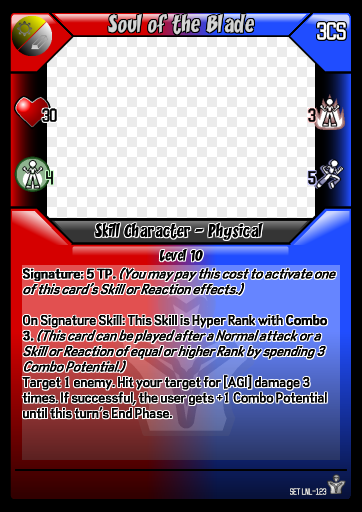 Soul of the Blade
3CS
30
3
4
5
Skill Character - Physical
Level 10
Signature: 5 TP. (You may pay this cost to activate one
of this card's Skill or Reaction effects.)
On Signature Skill: This Skill is Hyper Rank with Combo
3. (This card can be played after a Normal attack or a
Skill or Reaction of equal or higher Rank by spending 3
Combo Potential.)
Target 1 enemy. Hit your target for [AGI] damage 3
times. If successful, the user gets +1 Combo Potential
until this turn's End Phase.
SET LNL-123